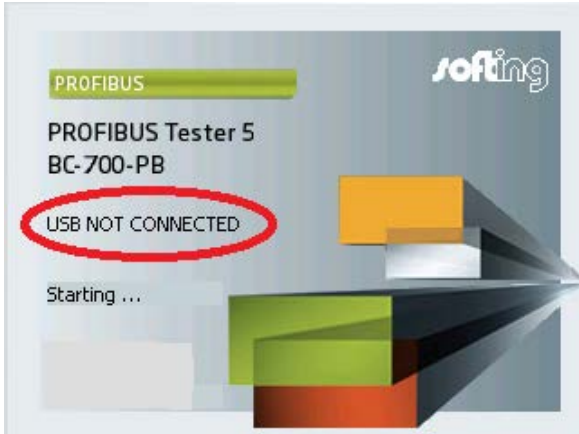 PROFIBUS
softing
PROFIBUS Tester 5
BC-700-PB
USB NOT CONNECTED
Starting ...